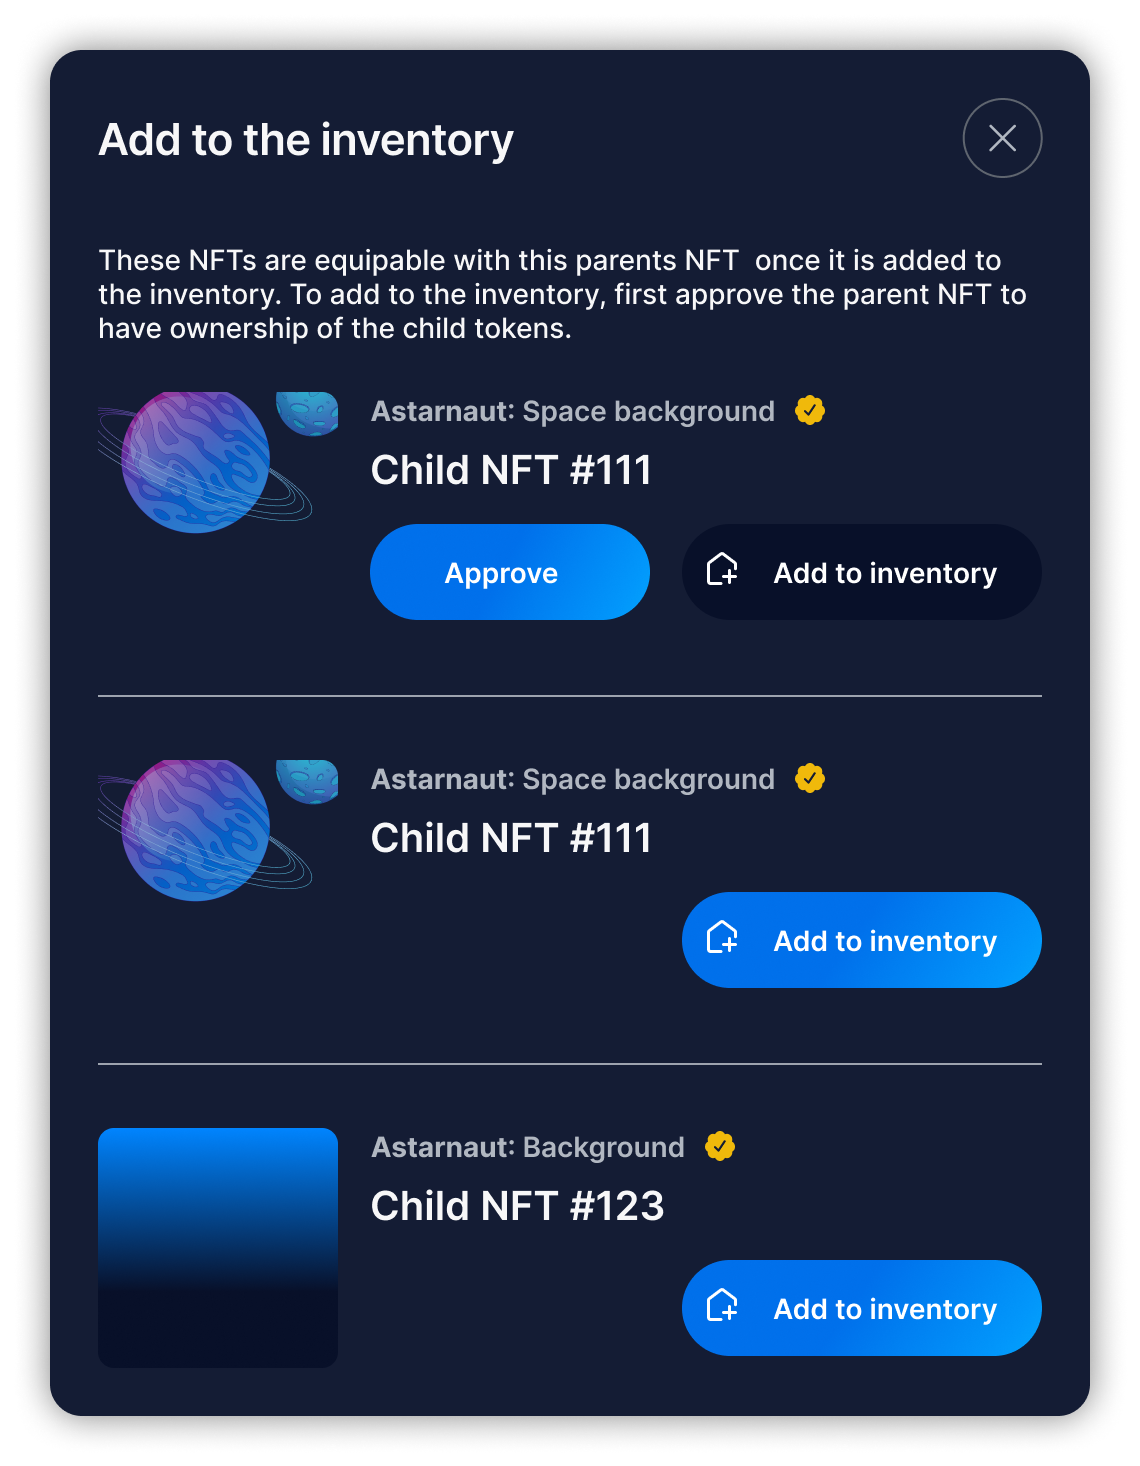 Add to the inventory
These NFTs are equipable with this parents NFT  once it is added to
the inventory. To add to the inventory, first approve the parent NFT to
have ownership of the child tokens.
Astarnaut: Space background
Child NFT #111
Approve
Add to inventory
Astarnaut: Space background
Child NFT #111
Add to inventory
Astarnaut: Background
Child NFT #123
Add to inventory